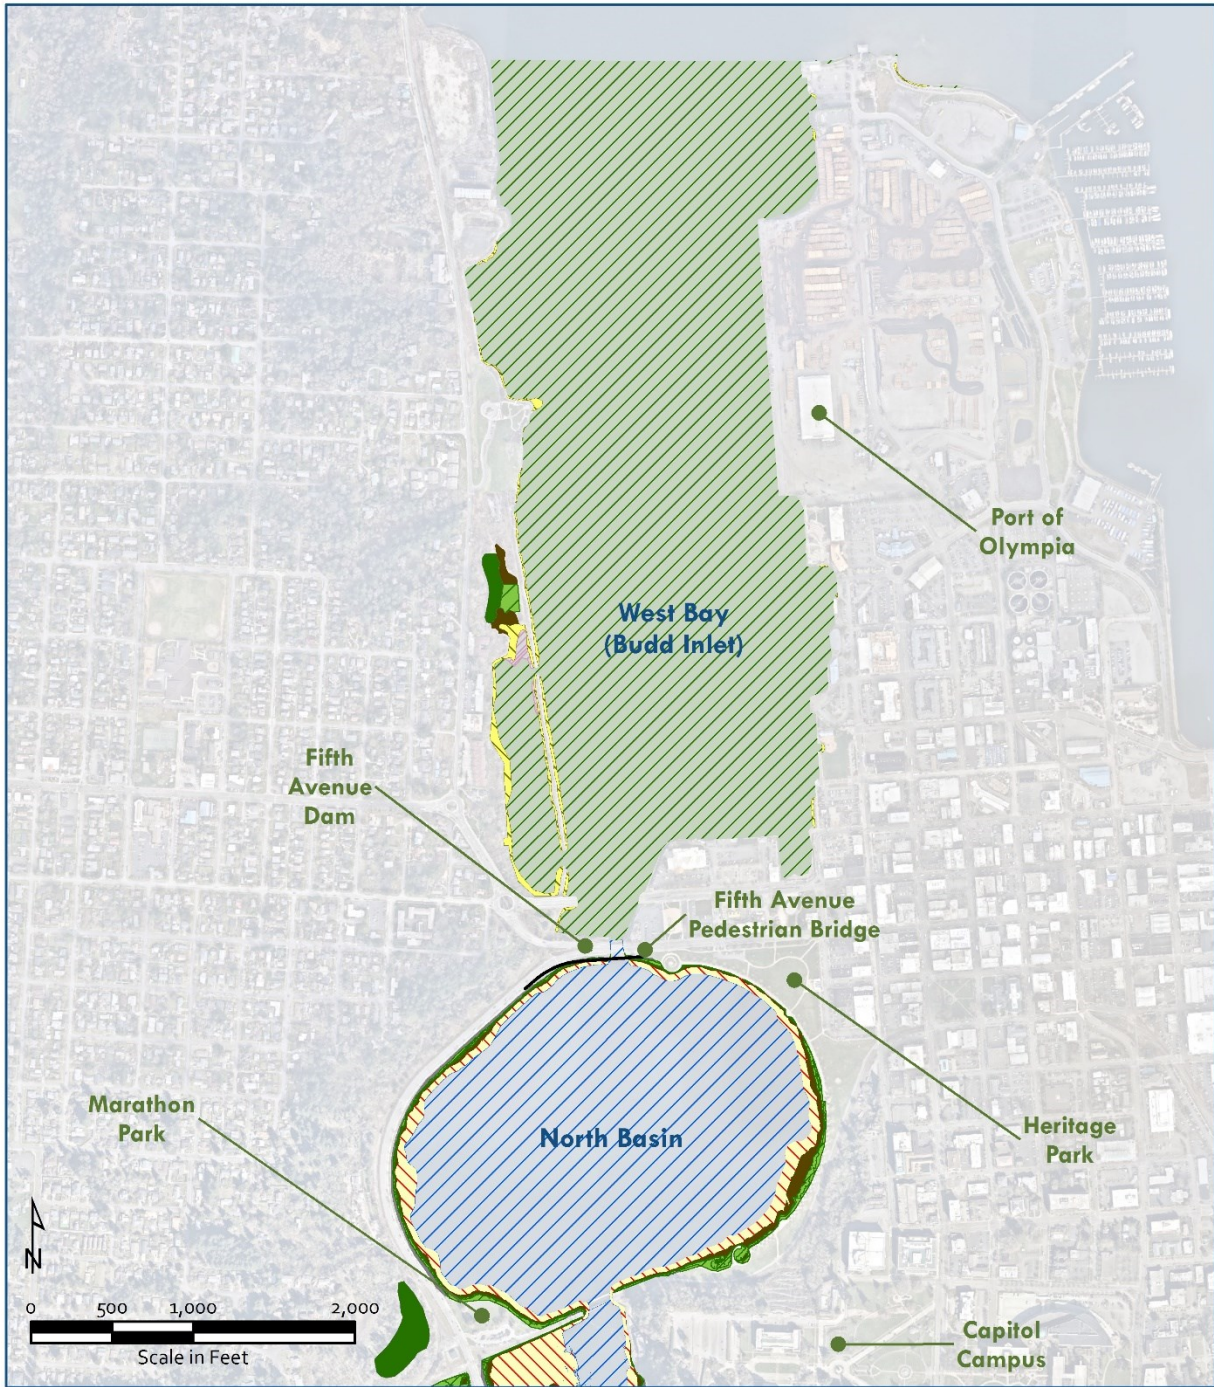 Port of
Olympia
West Bay
(Budd Inlet)
Fifth
Avenue
Dam
Fifth Avenue
Pedestrian Bridge
Marathon
Park
North Basin
Heritage
Park
N
0 500 1,000 2,000
Scale in Feet
Capitol
Campus